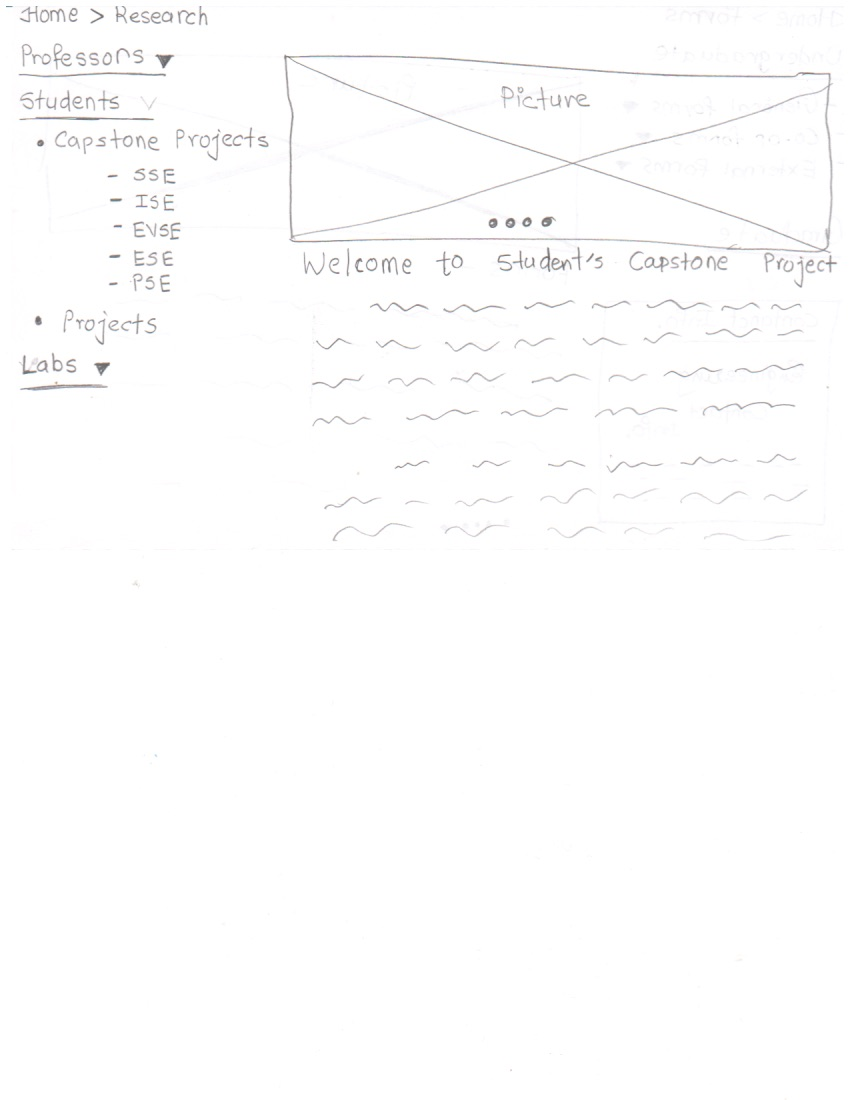 Home > Research
Professors ▼
Students ∨
• Capstone Projects
- SSE
- ISE
- EVSE
- ESE
- PSE
• Projects
Labs ▼
Picture
Welcome to Student's Capstone Project